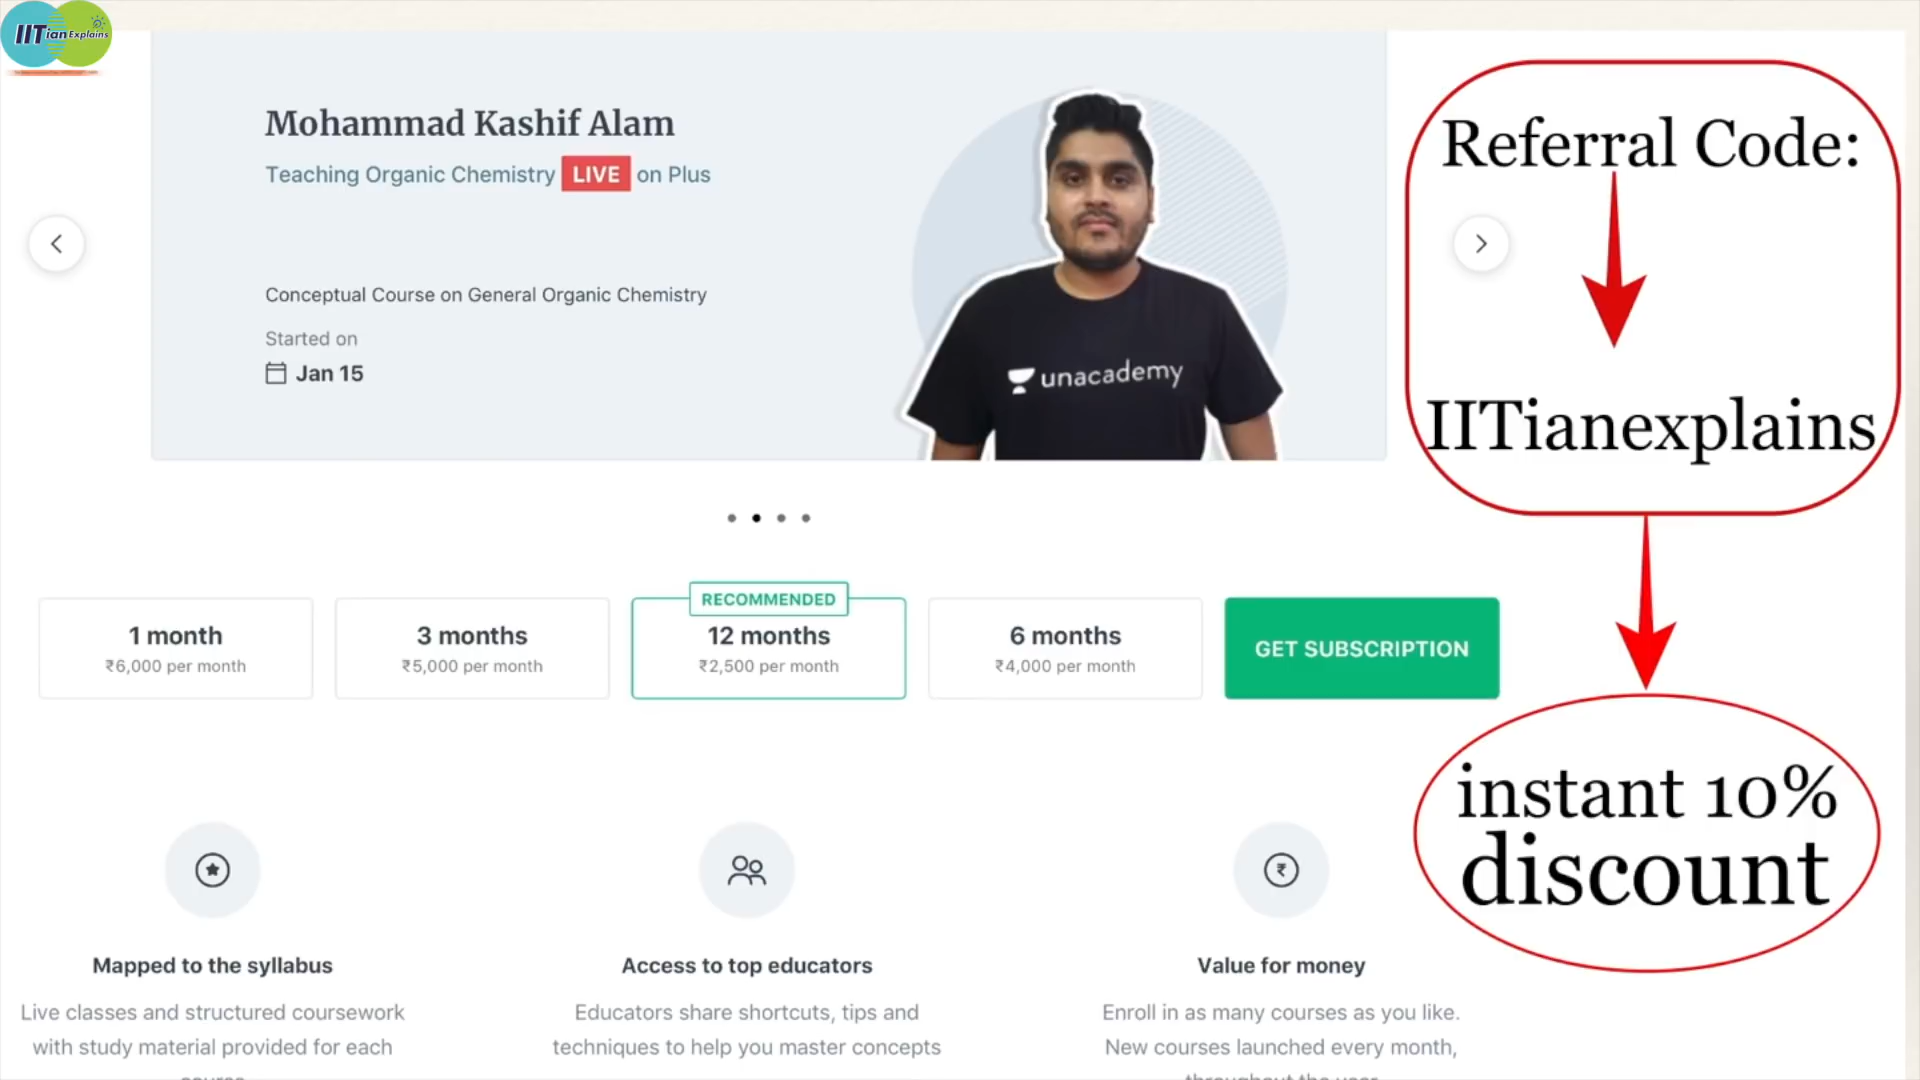 IITian Explains
Mohammad Kashif Alam
Teaching Organic Chemistry LIVE on Plus
Conceptual Course on General Organic Chemistry
Started on
Jan 15
unacademy
Referral Code:
IITianexplains
instant 10%
discount
RECOMMENDED
1 month
₹6,000 per month
3 months
₹5,000 per month
12 months
₹2,500 per month
6 months
₹4,000 per month
GET SUBSCRIPTION
Mapped to the syllabus
Live classes and structured coursework
with study material provided for each
Access to top educators
Educators share shortcuts, tips and
techniques to help you master concepts
Value for money
Enroll in as many courses as you like.
New courses launched every month,